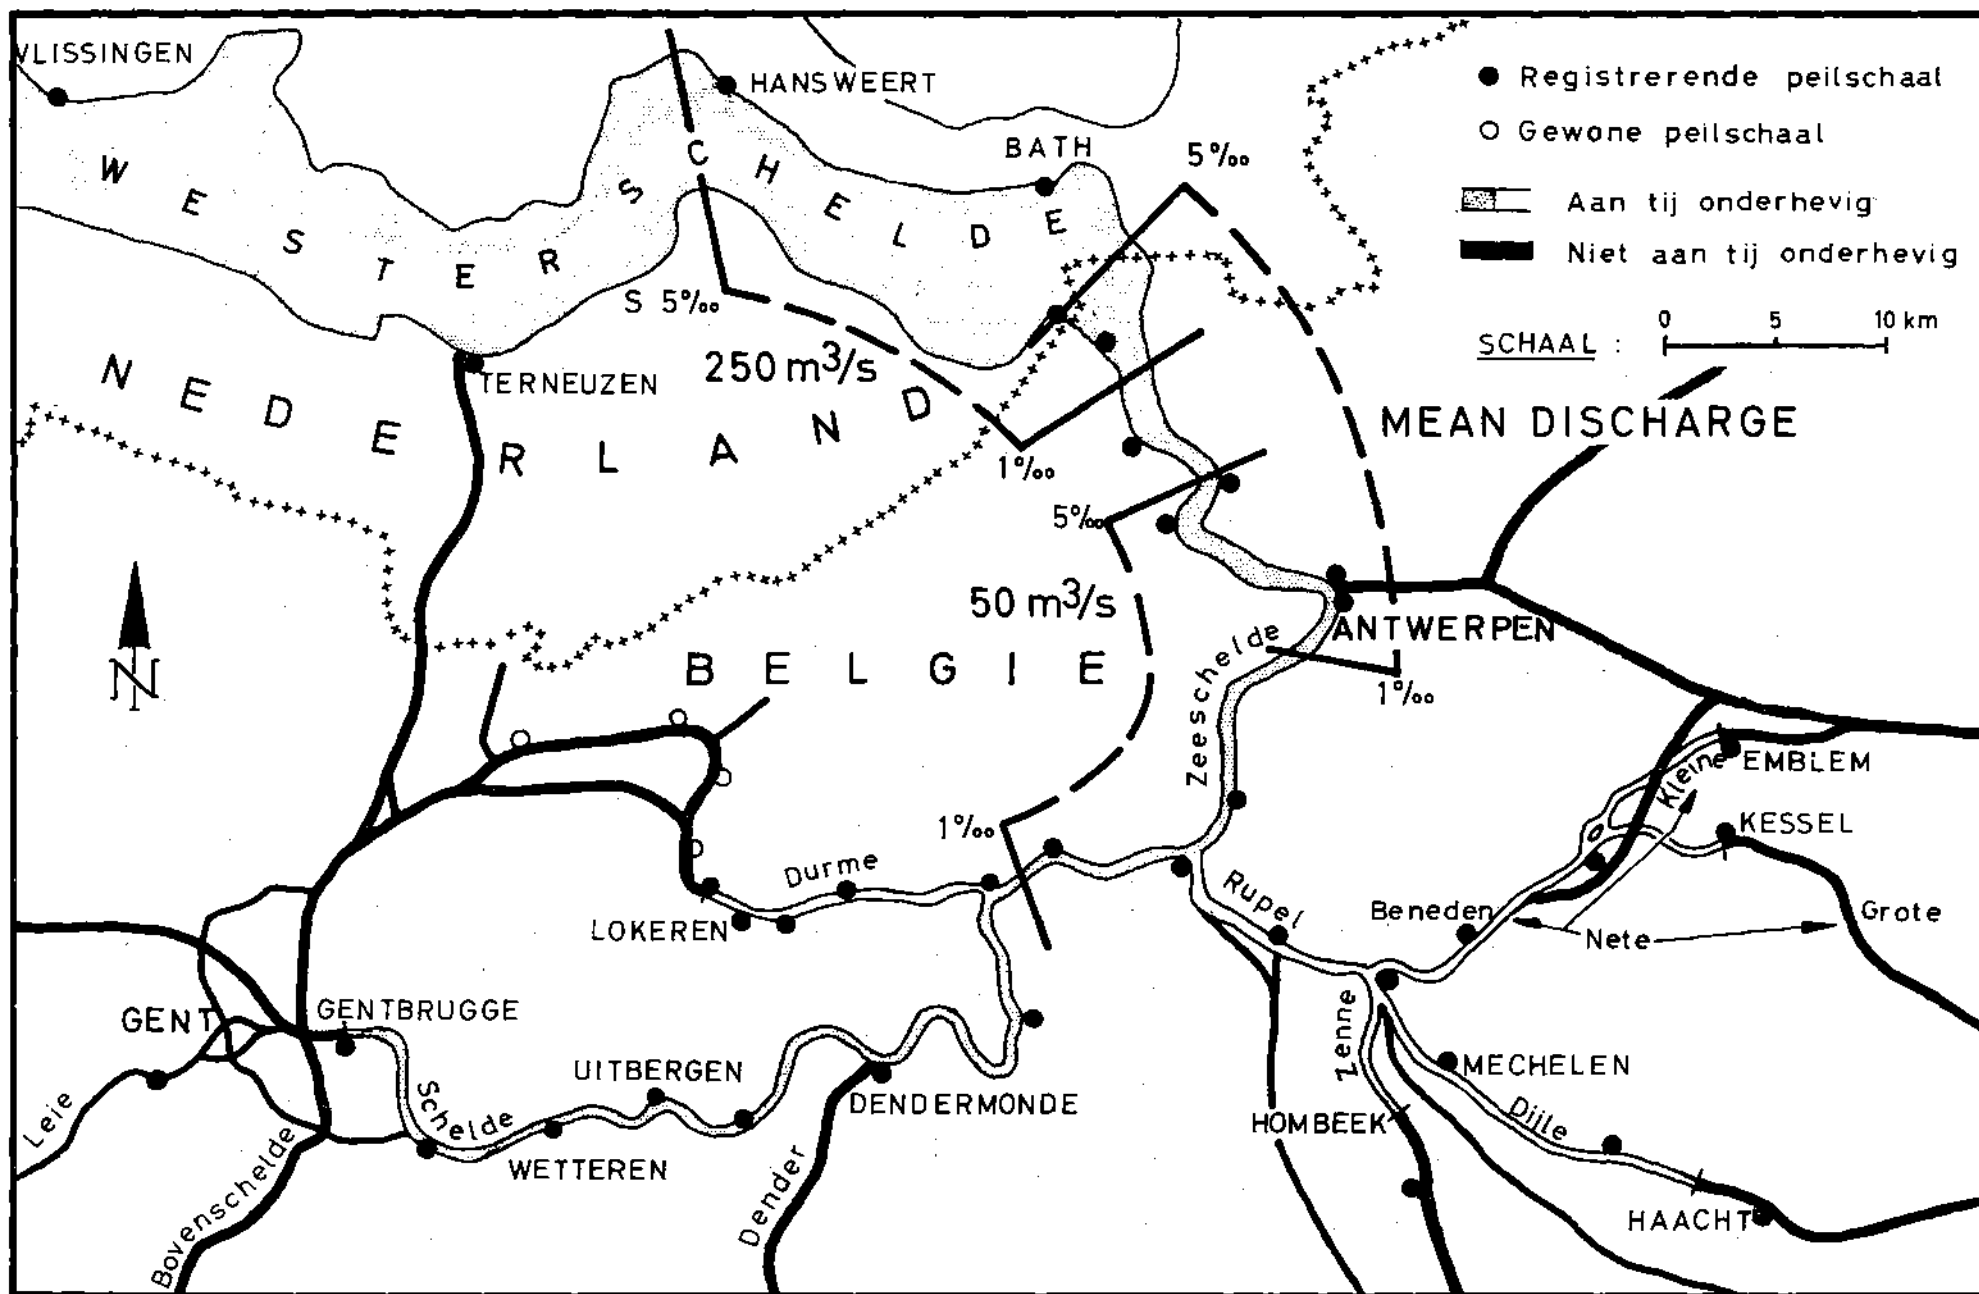 VLISSINGEN
HANSWEERT
BATH
WESTERSCHELDE
5‰
S 5‰
250 m³/s
1‰
TERNEUZEN
NEDERLAND
Registrerende peilschaal
Gewone peilschaal
Aan tij onderhevig
Niet aan tij onderhevig
SCHAAL :
0 5 10 km
MEAN DISCHARGE
5‰
50 m³/s
1‰
ANTWERPEN
1‰
BELGIE
N
Zeeschelde
Kleine
EMBLEM
KESSEL
Grote
Beneden
Nete
Durme
LOKEREN
Rupel
GENT
GENTBRUGGE
Schelde
UITBERGEN
WETTEREN
DENDERMONDE
Zenne
HOMBEEK
MECHELEN
Dijle
HAACHT
Leie
Bovenschelde
Dender